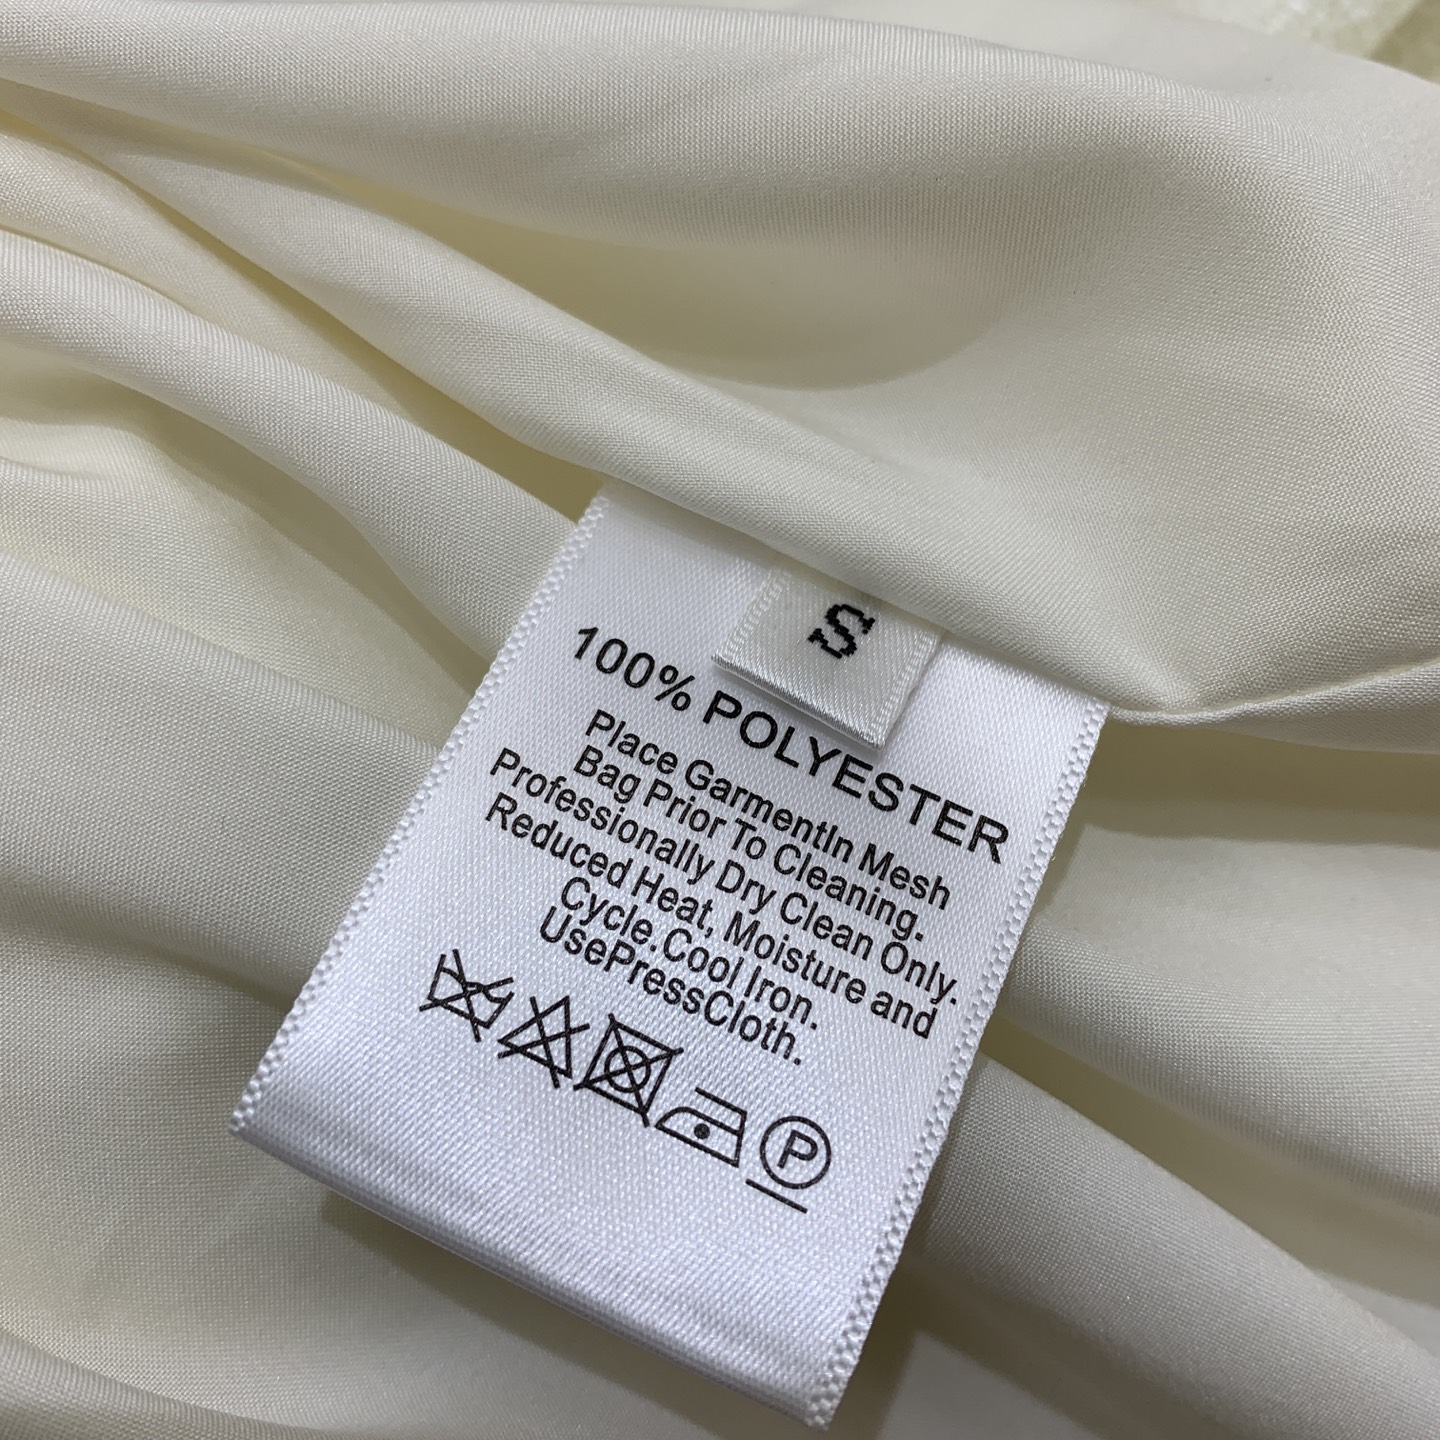 S
100% POLYESTER
Place GarmentIn Mesh
Bag Prior To Cleaning.
Professionally Dry Clean Only.
Reduced Heat, Moisture and
Cycle.Cool Iron.
UsePressCloth.
P